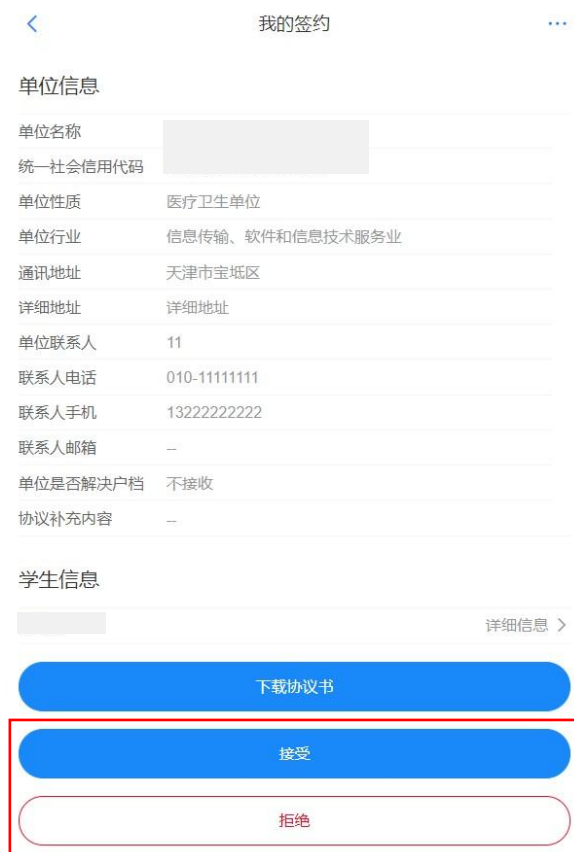 我的签约
单位信息
单位名称
统一社会信用代码
单位性质 医疗卫生单位
单位行业 信息传输、软件和信息技术服务业
通讯地址 天津市宝坻区
详细地址 详细地址
单位联系人 11
联系人电话 010-11111111
联系人手机 13222222222
联系人邮箱 --
单位是否解决户档 不接收
协议补充内容 --
学生信息
详细信息
下载协议书
接受
拒绝